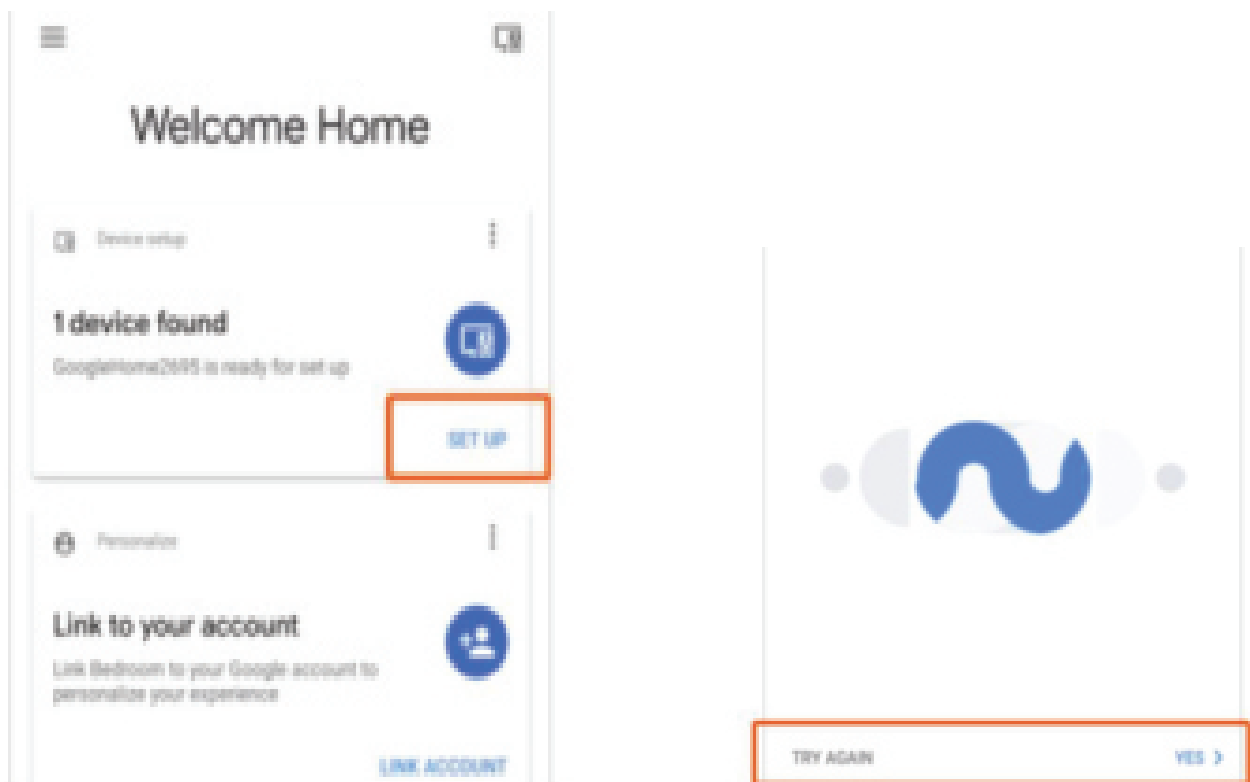 Welcome Home
Device setup
1 device found
GoogleHome2695 is ready for set up
SET UP
Personalize
Link to your account
Link Bedroom to your Google account to
personalize your experience
LINK ACCOUNT
TRY AGAIN
YES >